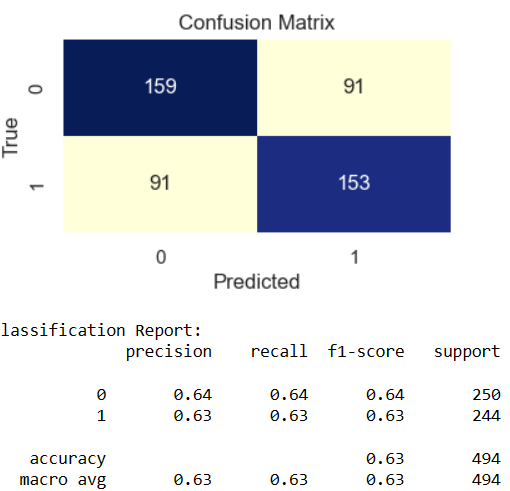 Confusion Matrix
True
0
159
91
1
91
153
0
1
Predicted
lassification Report:
precision recall f1-score support
0 0.64 0.64 0.64 250
1 0.63 0.63 0.63 244
accuracy 0.63 494
macro avg 0.63 0.63 0.63 494